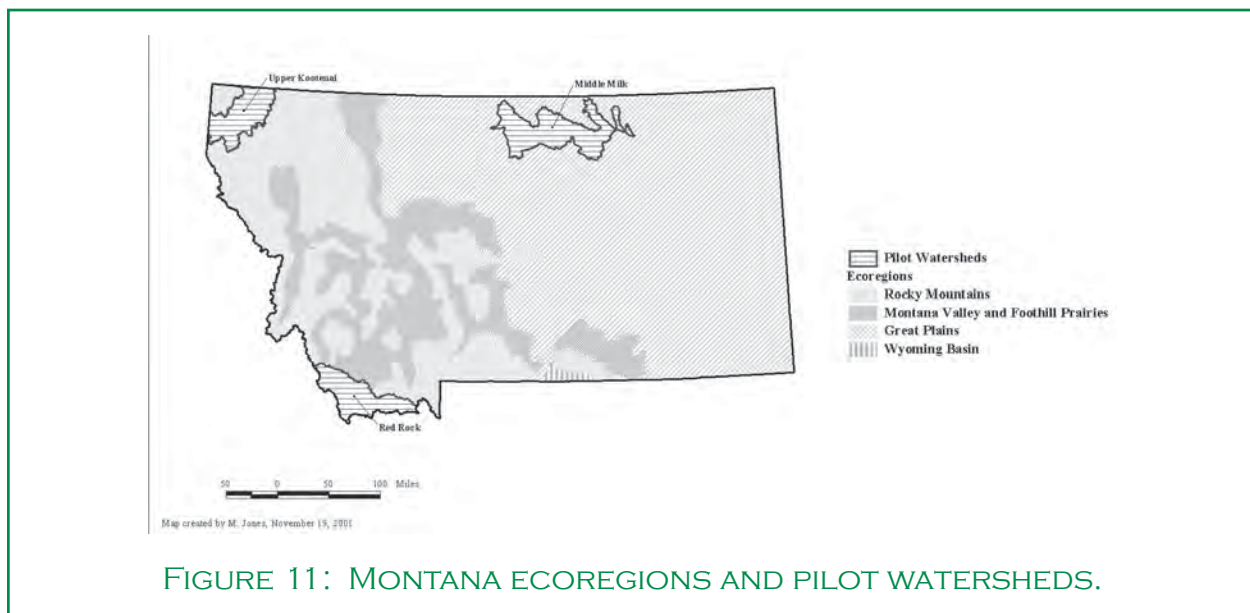 Upper Kootenai
Middle Milk
Pilot Watersheds
Ecoregions
Rocky Mountains
Montana Valley and Foothill Prairies
Great Plains
Wyoming Basin
Red Rock
50 0 50 100 Miles
Map created by M. Jones, November 19, 2001
FIGURE 11: MONTANA ECOREGIONS AND PILOT WATERSHEDS.